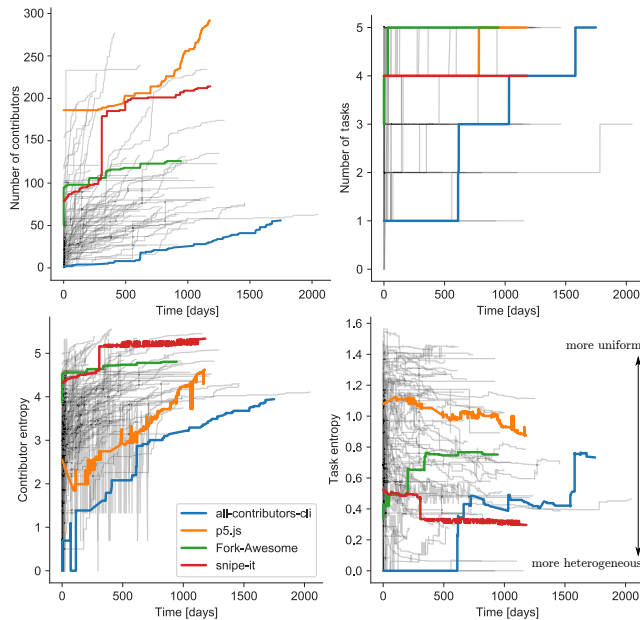 300
250
200
150
100
50
0
Number of contributors
0 500 1000 1500 2000
Time [days]
5
4
3
2
1
0
Number of tasks
0 500 1000 1500 2000
Time [days]
5
4
3
2
1
0
Contributor entropy
all-contributors-cli
p5.js
Fork-Awesome
snipe-it
0 500 1000 1500 2000
Time [days]
1.6
1.4
1.2
1.0
0.8
0.6
0.4
0.2
0.0
Task entropy
more uniform
more heterogeneous
0 500 1000 1500 2000
Time [days]